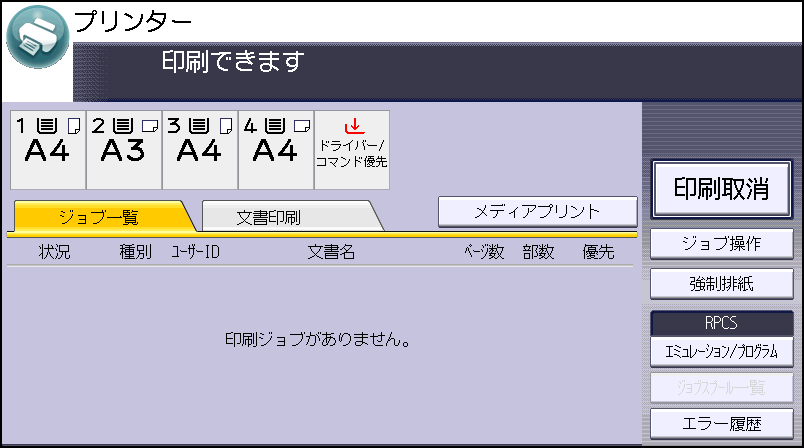 プリンター
印刷できます
1 2 3 4
A4 A3 A4 A4
ドライバー/
コマンド優先
ジョブ一覧 文書印刷 メディアプリント
状況 種別 ユーザーID 文書名 ページ数 部数 優先
印刷ジョブがありません。
印刷取消
ジョブ操作
強制排紙
RPCS
エミュレーション/プログラム
ジョブスプール一覧
エラー履歴